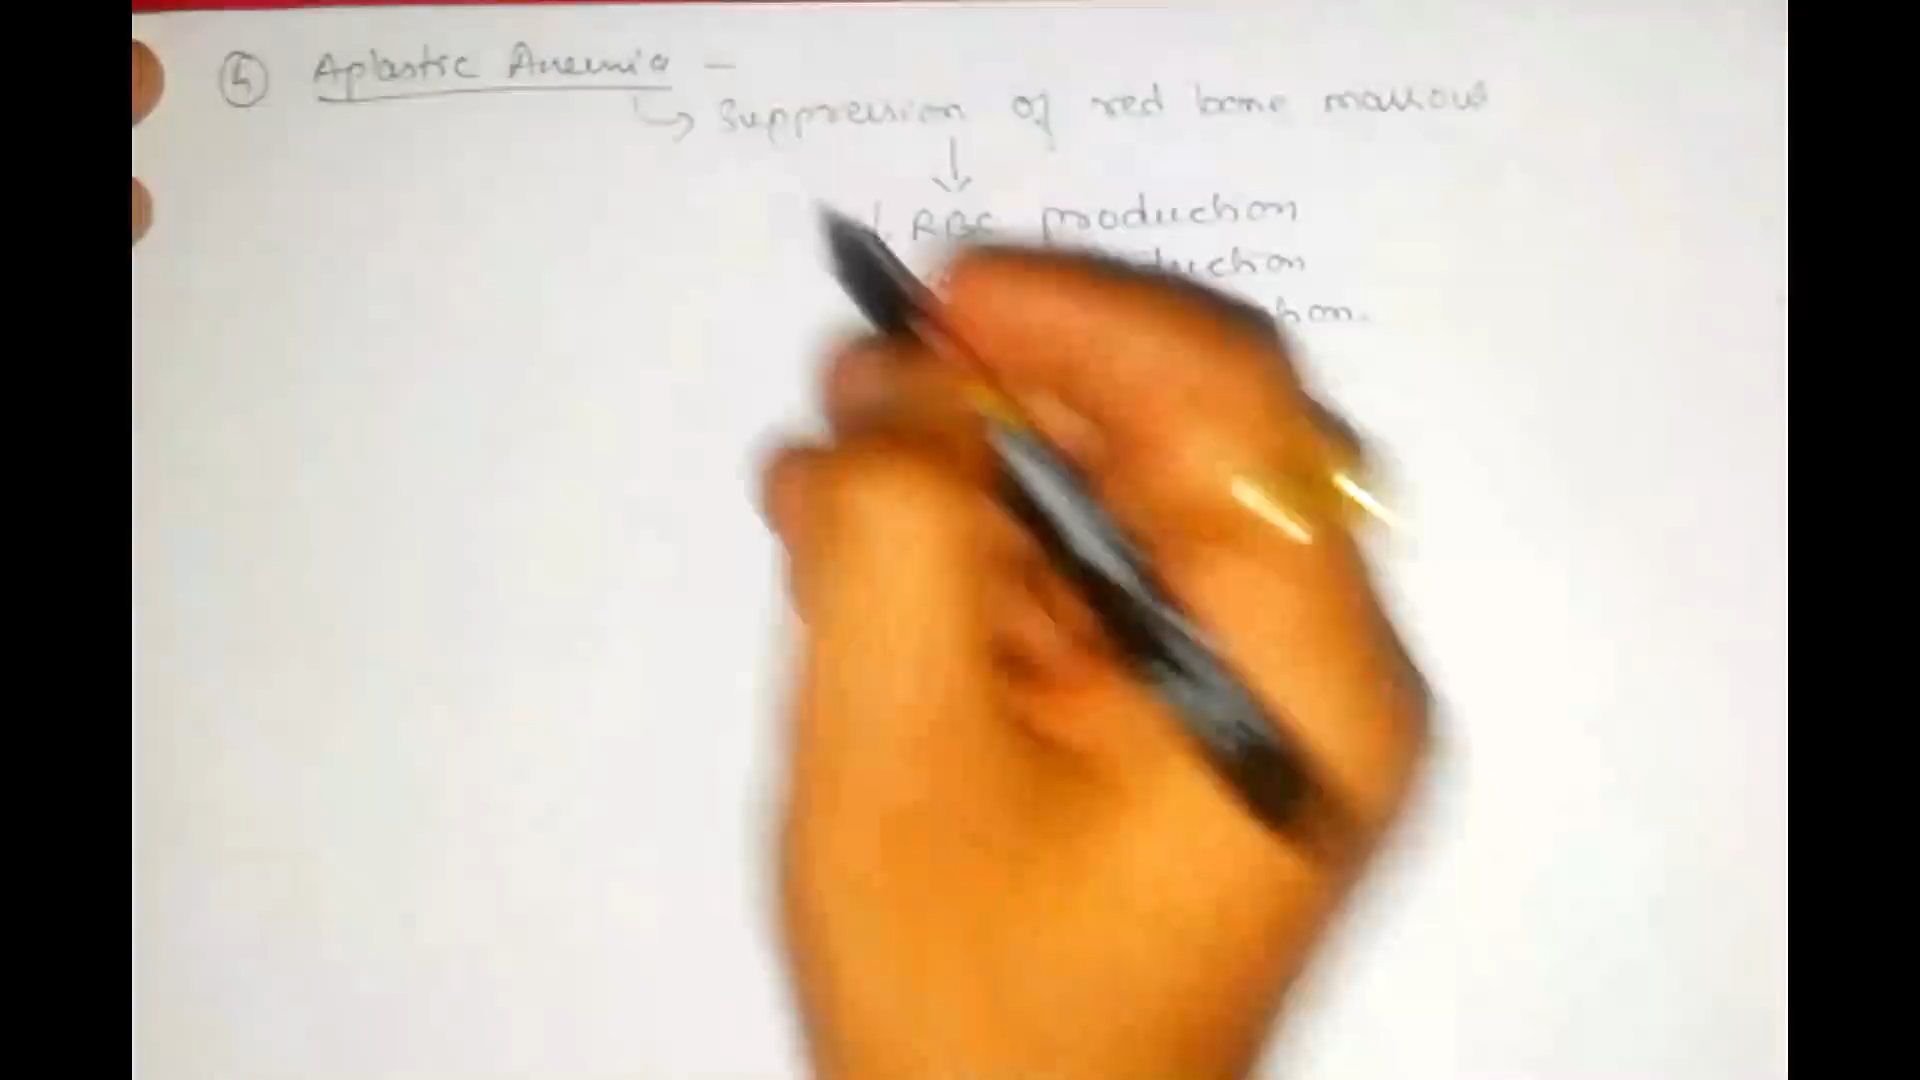 ⑤ Aplastic Anemia -
↳ Suppression of red bone marrow
↓
↓ RBC production